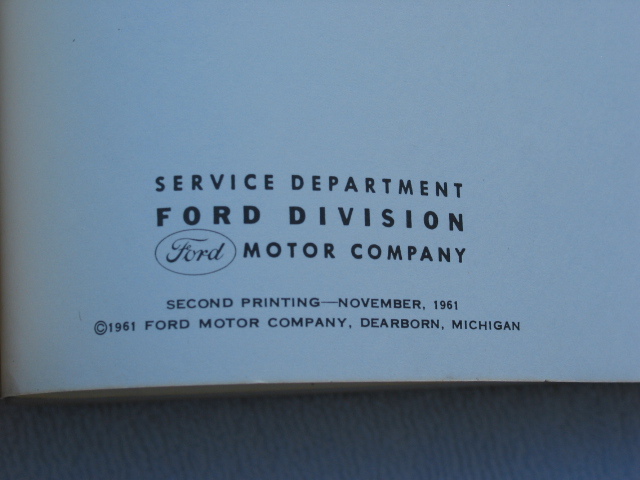 SERVICE DEPARTMENT
FORD DIVISION
Ford MOTOR COMPANY
SECOND PRINTING—NOVEMBER, 1961
©1961 FORD MOTOR COMPANY, DEARBORN, MICHIGAN